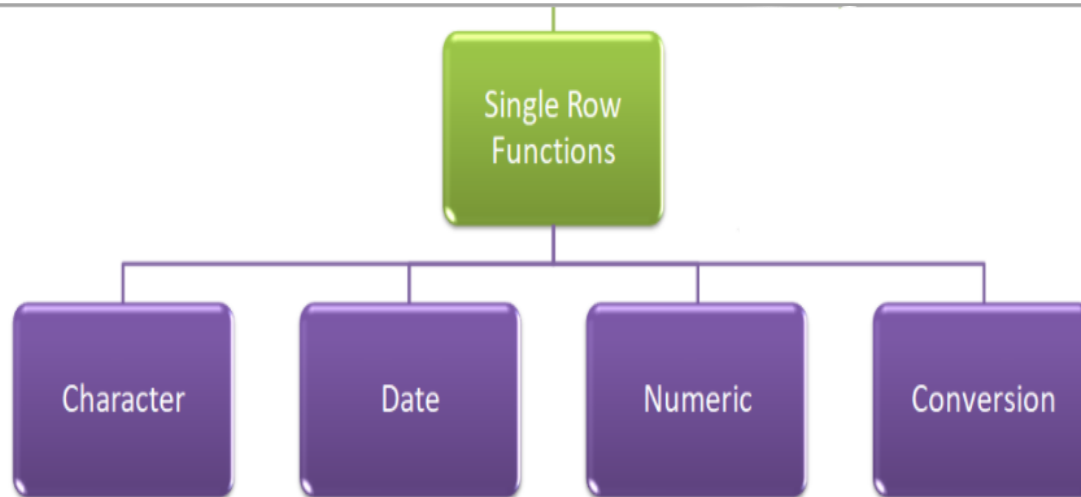 Single Row
Functions
Character
Date
Numeric
Conversion